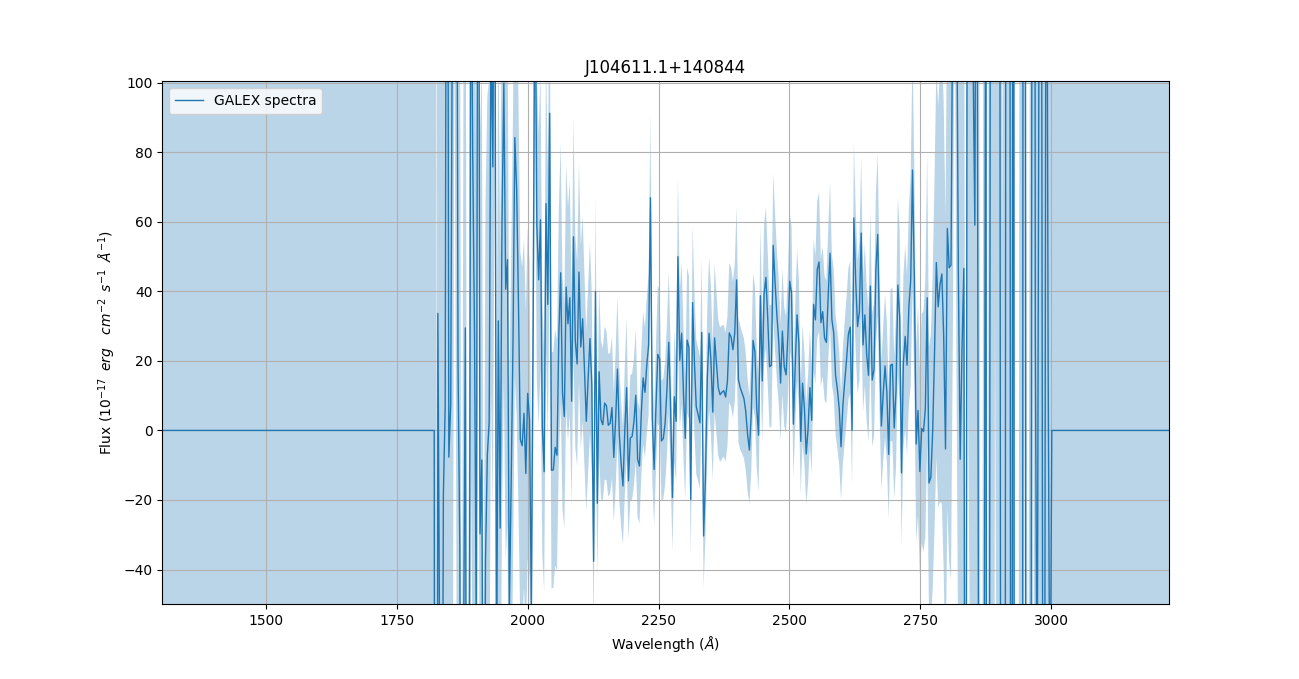 J104611.1+140844
GALEX spectra
100
80
60
40
20
0
−20
−40
Flux (10⁻¹⁷ erg cm⁻² s⁻¹ Å⁻¹)
1500 1750 2000 2250 2500 2750 3000
Wavelength (Å)